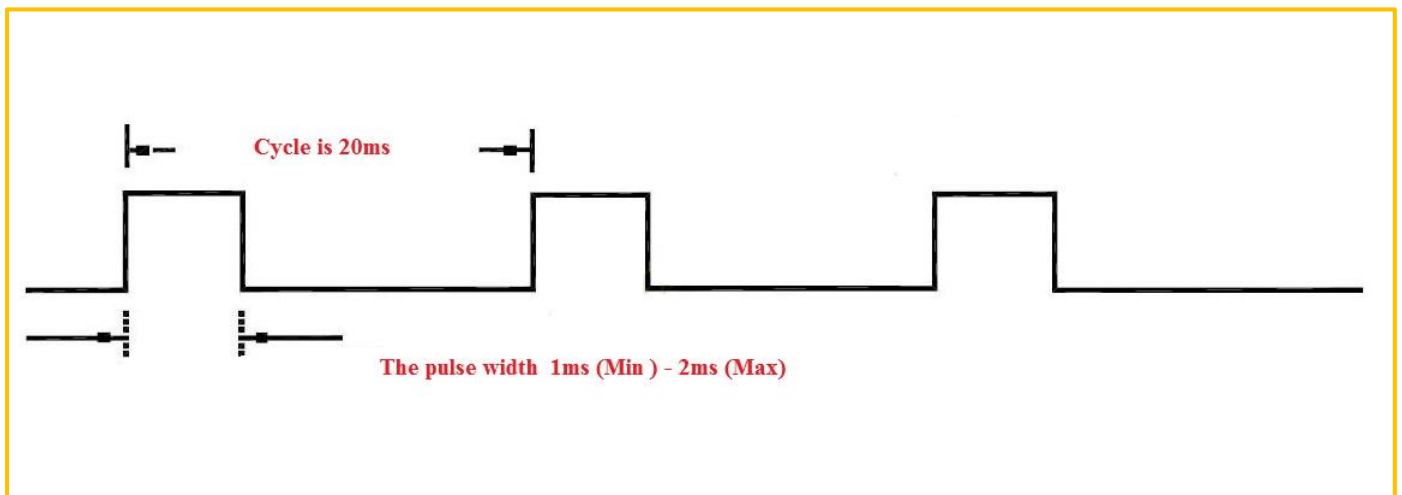 Cycle is 20ms
The pulse width 1ms (Min ) - 2ms (Max)